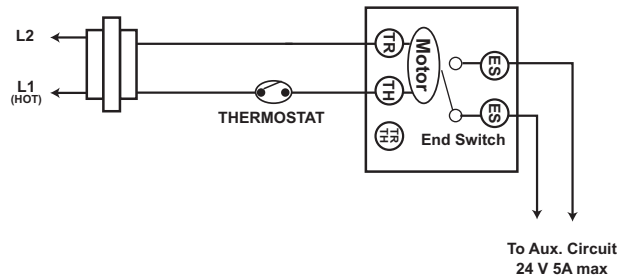 L2
L1
(HOT)
THERMOSTAT
TR
TH
TR
TH
Motor
ES
ES
End Switch
To Aux. Circuit
24 V 5A max